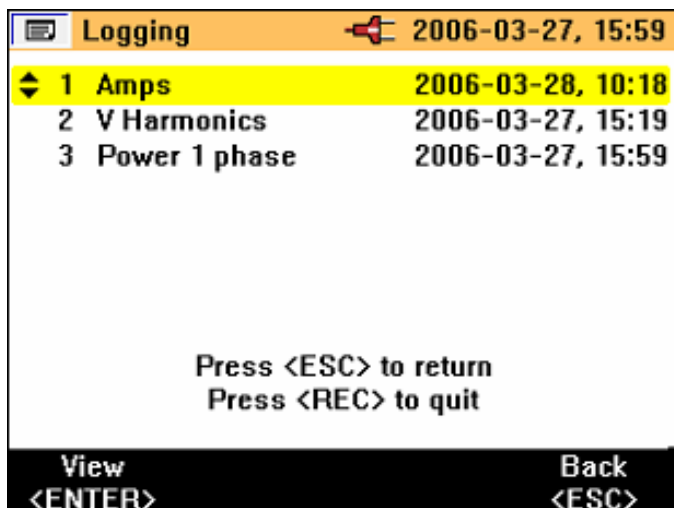 Logging 2006-03-27, 15:59
1 Amps 2006-03-28, 10:18
2 V Harmonics 2006-03-27, 15:19
3 Power 1 phase 2006-03-27, 15:59
Press <ESC> to return
Press <REC> to quit
View Back
<ENTER> <ESC>